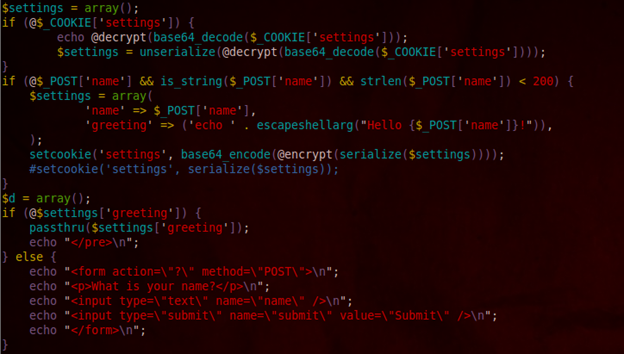 $settings = array();
if (@$_COOKIE['settings']) {
        echo @decrypt(base64_decode($_COOKIE['settings']));
        $settings = unserialize(@decrypt(base64_decode($_COOKIE['settings'])));
}
if (@$_POST['name'] && is_string($_POST['name']) && strlen($_POST['name']) < 200) {
    $settings = array(
            'name' => $_POST['name'],
            'greeting' => ('echo ' . escapeshellarg("Hello {$_POST['name']}!")),
    );
    setcookie('settings', base64_encode(@encrypt(serialize($settings))));
    #setcookie('settings', serialize($settings));
}
$d = array();
if (@$settings['greeting']) {
    passthru($settings['greeting']);
    echo "</pre>\n";
} else {
    echo "<form action=\"?\" method=\"POST\">\n";
    echo "<p>What is your name?</p>\n";
    echo "<input type=\"text\" name=\"name\" />\n";
    echo "<input type=\"submit\" name=\"submit\" value=\"Submit\" />\n";
    echo "</form>\n";
}